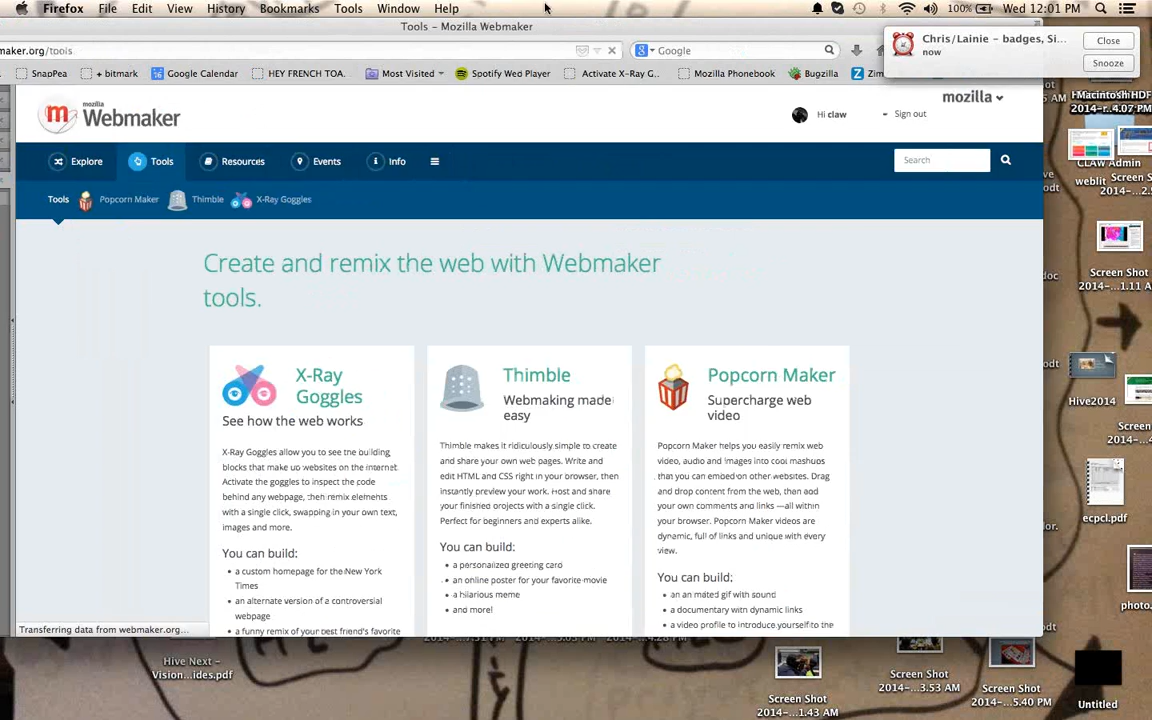 Firefox File Edit View History Bookmarks Tools Window Help 100% Wed 12:01 PM
Tools - Mozilla Webmaker
maker.org/tools Google
SnapPea + bitmark Google Calendar HEY FRENCH TOA.. Most Visited Spotify Web Player Activate X-Ray G.. Mozilla Phonebook Bugzilla Zim
Chris/Lainie - badges, Si...
now
Close
Snooze
mozilla
mozilla
Webmaker
Hi claw Sign out
Explore Tools Resources Events Info Search
Tools Popcorn Maker Thimble X-Ray Goggles
Create and remix the web with Webmaker
tools.
X-Ray
Goggles
See how the web works
X-Ray Goggles allow you to see the building
blocks that make up websites on the internet.
Activate the goggles to inspect the code
behind any webpage, then remix elements
with a single click, swapping in your own text,
images and more.
You can build:
• a custom homepage for the New York
Times
• an alternate version of a controversial
webpage
• a funny remix of your best friend's favorite
Thimble
Webmaking made
easy
Thimble makes it ridiculously simple to create
and share your own web pages. Write and
edit HTML and CSS right in your browser, then
instantly preview your work. Host and share
your finished projects with a single click.
Perfect for beginners and experts alike.
You can build:
• a personalized greeting card
• an online poster for your favorite movie
• a hilarious meme
• and more!
Popcorn Maker
Supercharge web
video
Popcorn Maker helps you easily remix web
video, audio and images into cool mashups
that you can embed on other websites. Drag
and drop content from the web, then add
your own comments and links —all within
your browser. Popcorn Maker videos are
dynamic, full of links and unique with every
view.
You can build:
• an animated gif with sound
• a documentary with dynamic links
• a video profile to introduce yourself to the
Transferring data from webmaker.org...
Macintosh HD
CLAW Admin
weblit
Screen Shot
2014-...1.11 A
Hive2014
Screen
2014-...
ecpcl.pdf
photo.
Hive Next -
Vision...ides.pdf
Screen Shot
2014-...1.43 AM
Screen Shot
2014-...3.53 AM
Screen Shot
2014-...5.40 PM
Untitled